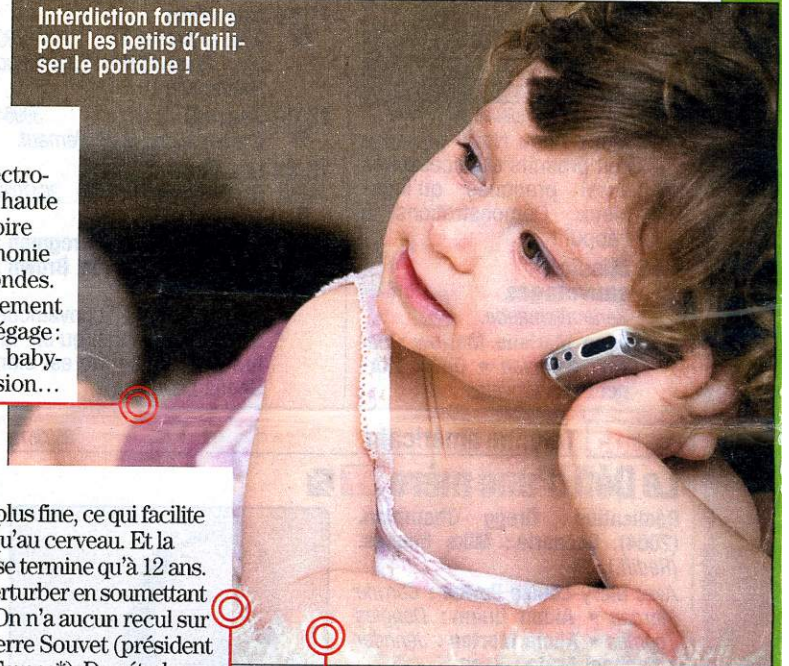 Interdiction formelle
pour les petits d'utili-
ser le portable !
ectro-
haute
oire
honie
ondes.
ement
égage :
baby-
sion…
plus fine, ce qui facilite
qu'au cerveau. Et la
se termine qu'à 12 ans.
erturber en soumettant
On n'a aucun recul sur
erre Souvet (président